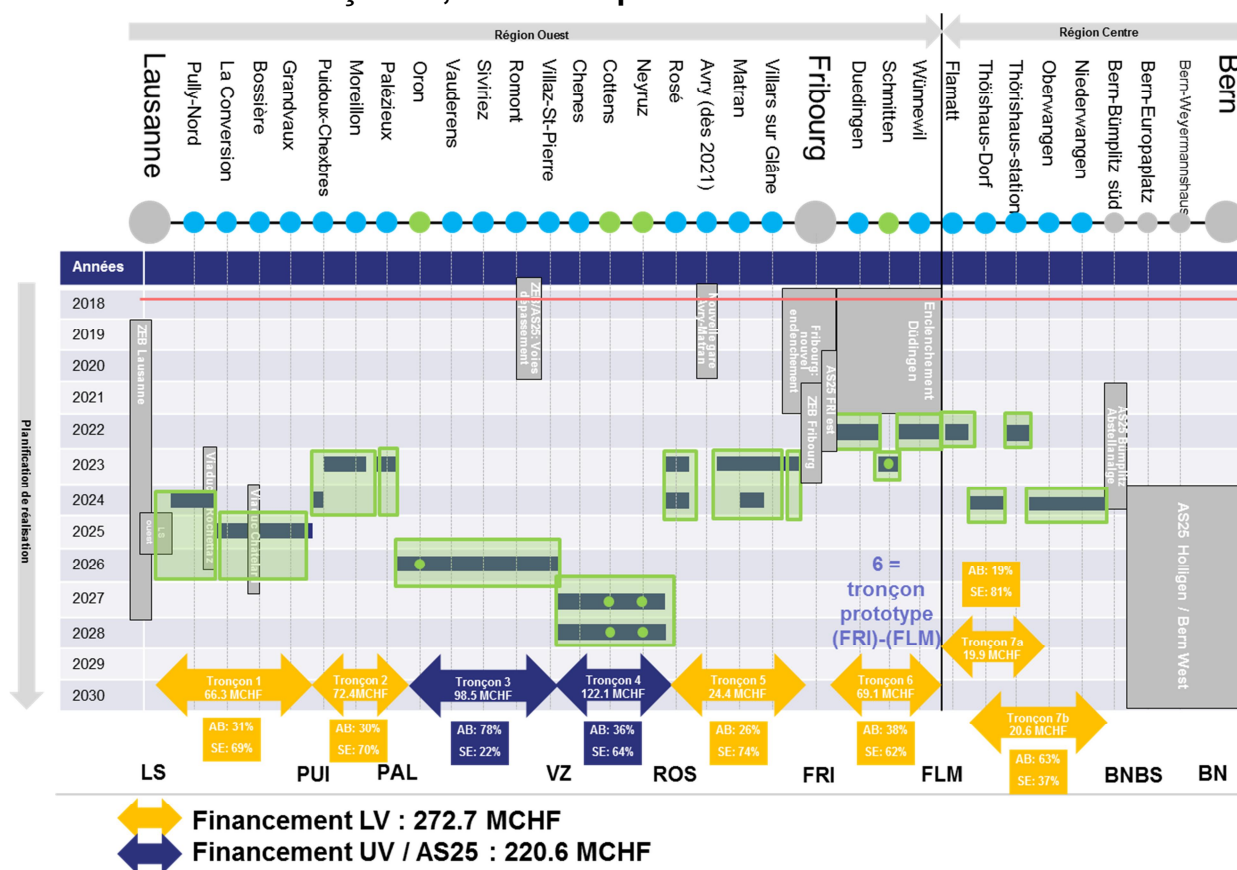 Région Ouest
Région Centre
Lausanne
Pully-Nord
La Conversion
Bossière
Grandvaux
Puidoux-Chexbres
Moreillon
Palézieux
Oron
Vauderens
Siviriez
Romont
Villaz-St-Pierre
Chenes
Cottens
Neyruz
Rosé
Avry (dès 2021)
Matran
Villars sur Glâne
Fribourg
Duedingen
Schmitten
Wünnewil
Flamatt
Thöishaus-Dorf
Thörishaus-station
Oberwangen
Niederwangen
Bern-Bümplitz süd
Bern-Europaplatz
Bern-Weyermannshaus
Bern
Années
2018
2019
2020
2021
2022
2023
2024
2025
2026
2027
2028
2029
2030
Planification de réalisation
ZEB Lausanne
LS
ouest
Viaduc
Viaduc
ZEB/AS25: Voies
dépassement
Nouvelle gare
Avry-Matran
Fribourg:
nouvel
endenchement
ZEB Fribourg
AS25 FRI est
Enclenchement
Düdingen
AS25 Bümplitz
AS25 Holligen / Bern West
6 =
tronçon
prototype
(FRI)-(FLM)
AB: 19%
SE: 81%
Tronçon 7a
19.9 MCHF
Tronçon 1
66.3 MCHF
Tronçon 2
72.4MCHF
Tronçon 3
98.5 MCHF
Tronçon 4
122.1 MCHF
Tronçon 5
24.4 MCHF
Tronçon 6
69.1 MCHF
Tronçon 7b
20.6 MCHF
AB: 31%
SE: 69%
AB: 30%
SE: 70%
AB: 78%
SE: 22%
AB: 36%
SE: 64%
AB: 26%
SE: 74%
AB: 38%
SE: 62%
AB: 63%
SE: 37%
LS PUI PAL VZ ROS FRI FLM BNBS BN
Financement LV : 272.7 MCHF
Financement UV / AS25 : 220.6 MCHF